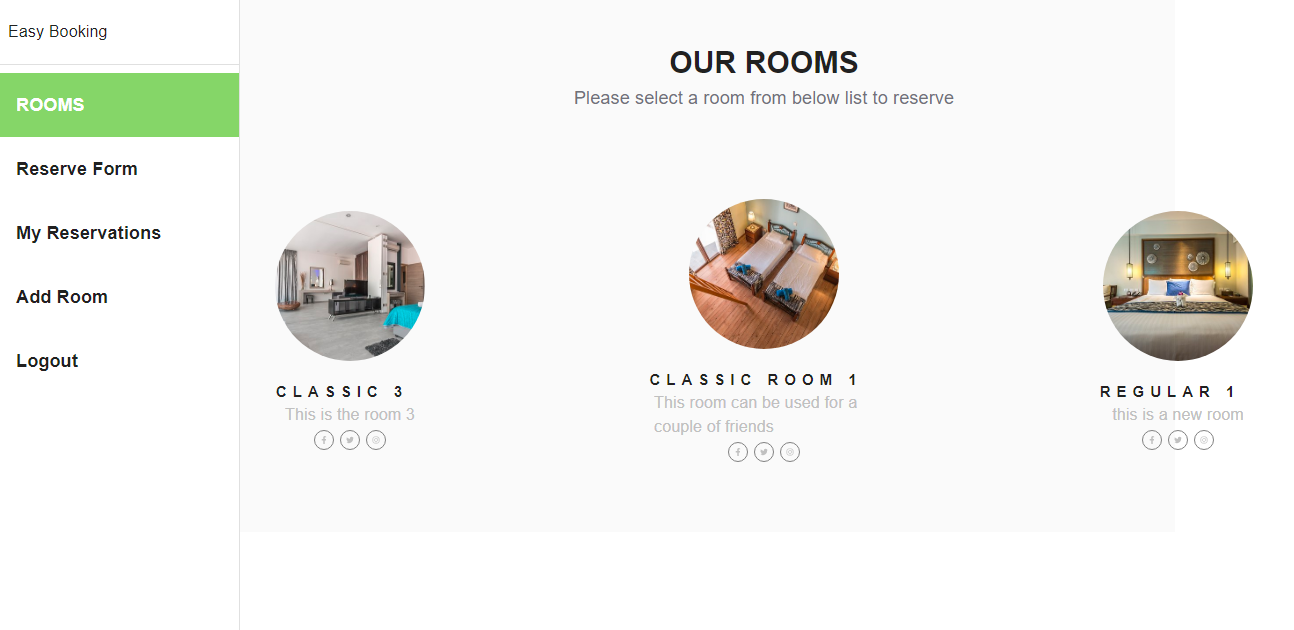 Easy Booking
ROOMS
Reserve Form
My Reservations
Add Room
Logout
OUR ROOMS
Please select a room from below list to reserve
CLASSIC 3
This is the room 3
CLASSIC ROOM 1
This room can be used for a
couple of friends
REGULAR 1
this is a new room